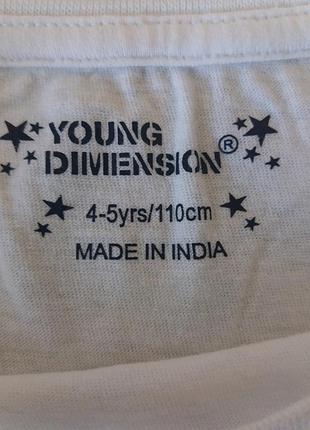 YOUNG
DIMENSION®
4-5yrs/110cm
MADE IN INDIA